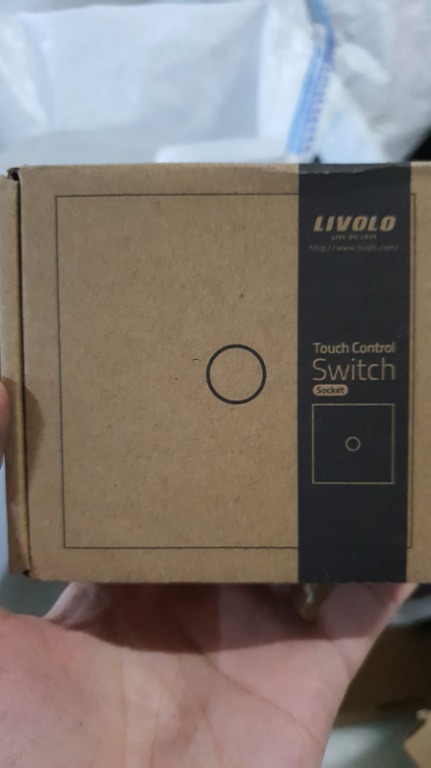 LIVOLO
LIVE ON LOVE
http://www.livolo.com/
Touch Control
Switch
Socket